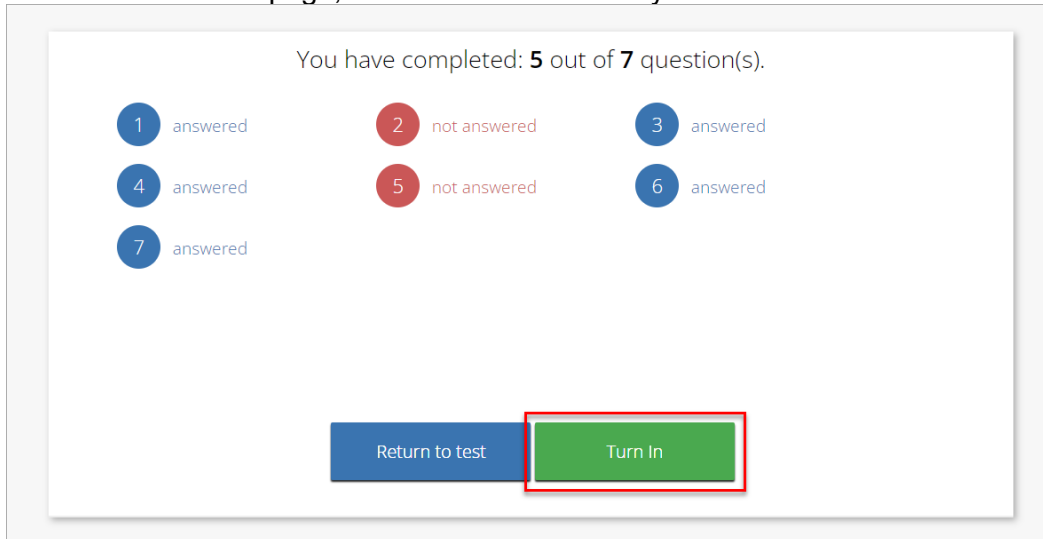 You have completed: 5 out of 7 question(s).
1 answered 2 not answered 3 answered
4 answered 5 not answered 6 answered
7 answered
Return to test Turn In